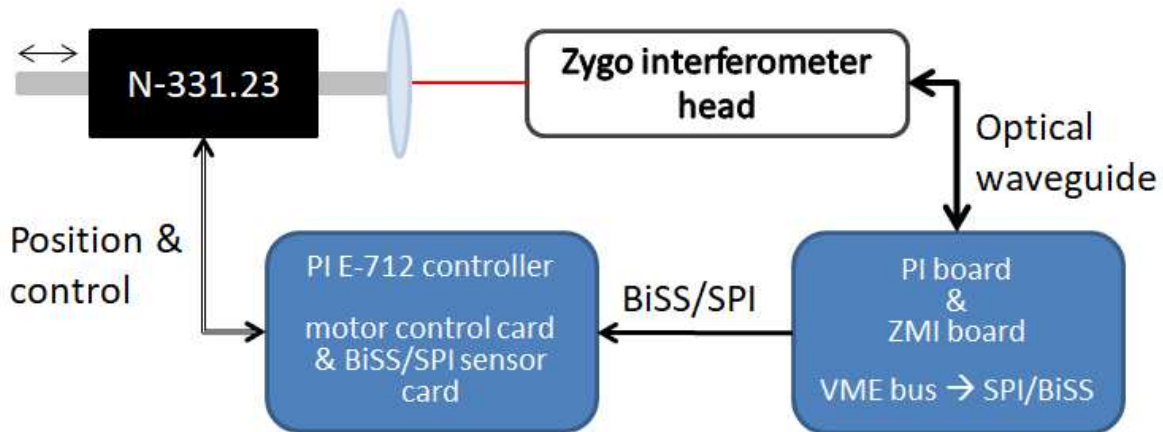 N-331.23
Zygo interferometer
head
Optical
waveguide
Position &
control
PI E-712 controller
motor control card
& BiSS/SPI sensor
card
BiSS/SPI
PI board
&
ZMI board
VME bus → SPI/BiSS